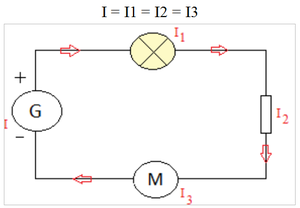 I = I1 = I2 = I3
I1
+
G
I2
I
−
M
I3